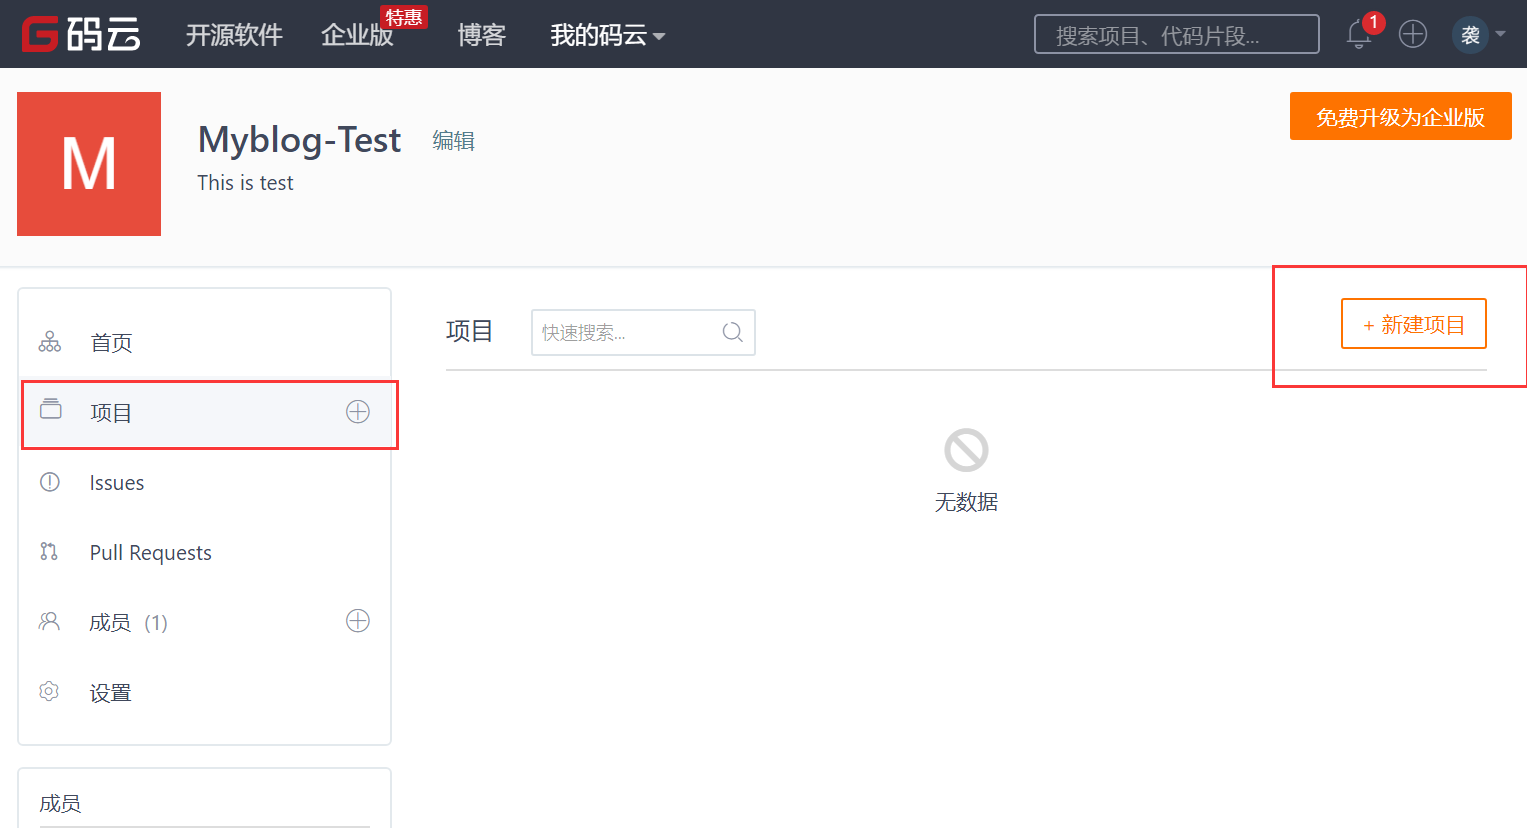 G码云 开源软件 企业版 特惠 博客 我的码云 搜索项目、代码片段... 1 袭
M
Myblog-Test 编辑
This is test
免费升级为企业版
首页
项目
Issues
Pull Requests
成员 (1)
设置
成员
项目 快速搜索... + 新建项目
无数据